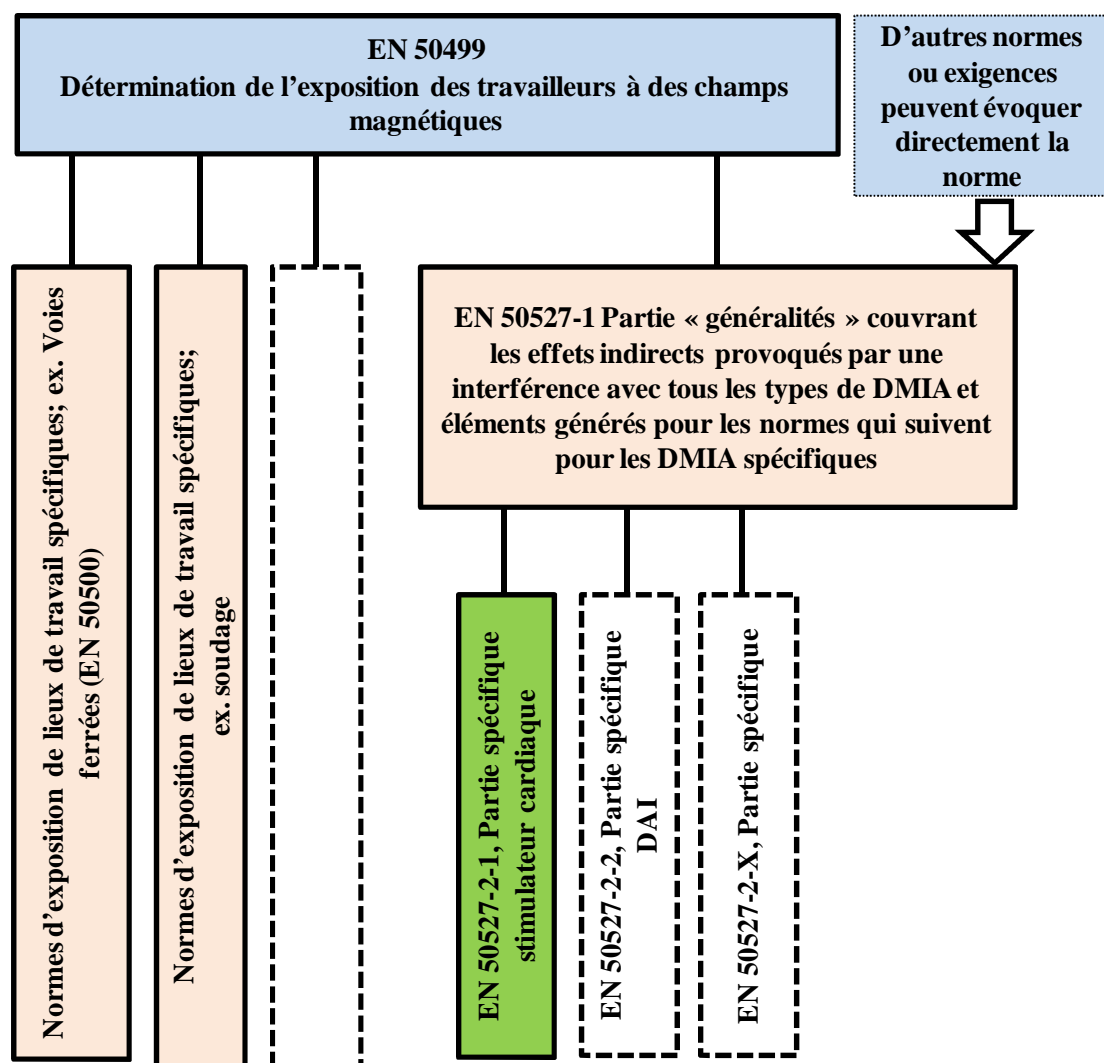 EN 50499
Détermination de l’exposition des travailleurs à des champs
magnétiques
D’autres normes
ou exigences
peuvent évoquer
directement la
norme
Normes d’exposition de lieux de travail spécifiques; ex. Voies
ferrées (EN 50500)
Normes d’exposition de lieux de travail spécifiques;
ex. soudage
EN 50527-1 Partie « généralités » couvrant
les effets indirects provoqués par une
interférence avec tous les types de DMIA et
éléments générés pour les normes qui suivent
pour les DMIA spécifiques
EN 50527-2-1, Partie spécifique
stimulateur cardiaque
EN 50527-2-2, Partie spécifique
DAI
EN 50527-2-X, Partie spécifique